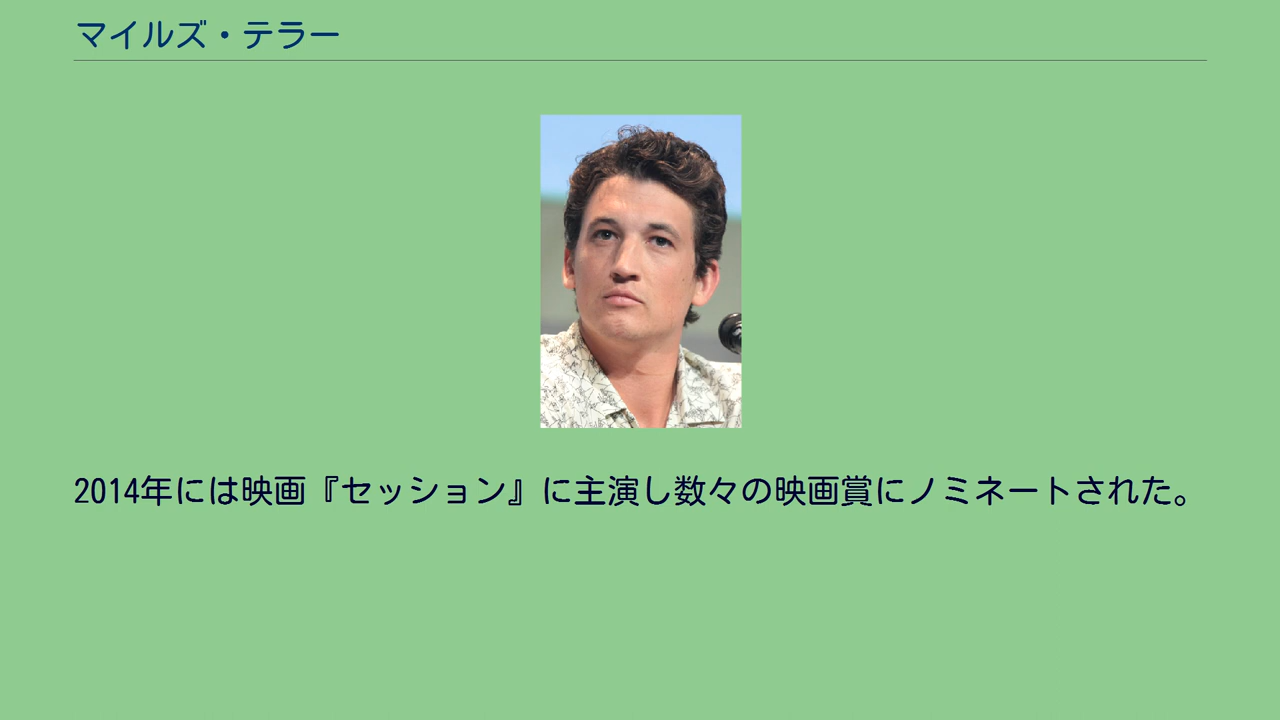 マイルズ・テラー
2014年には映画『セッション』に主演し数々の映画賞にノミネートされた。